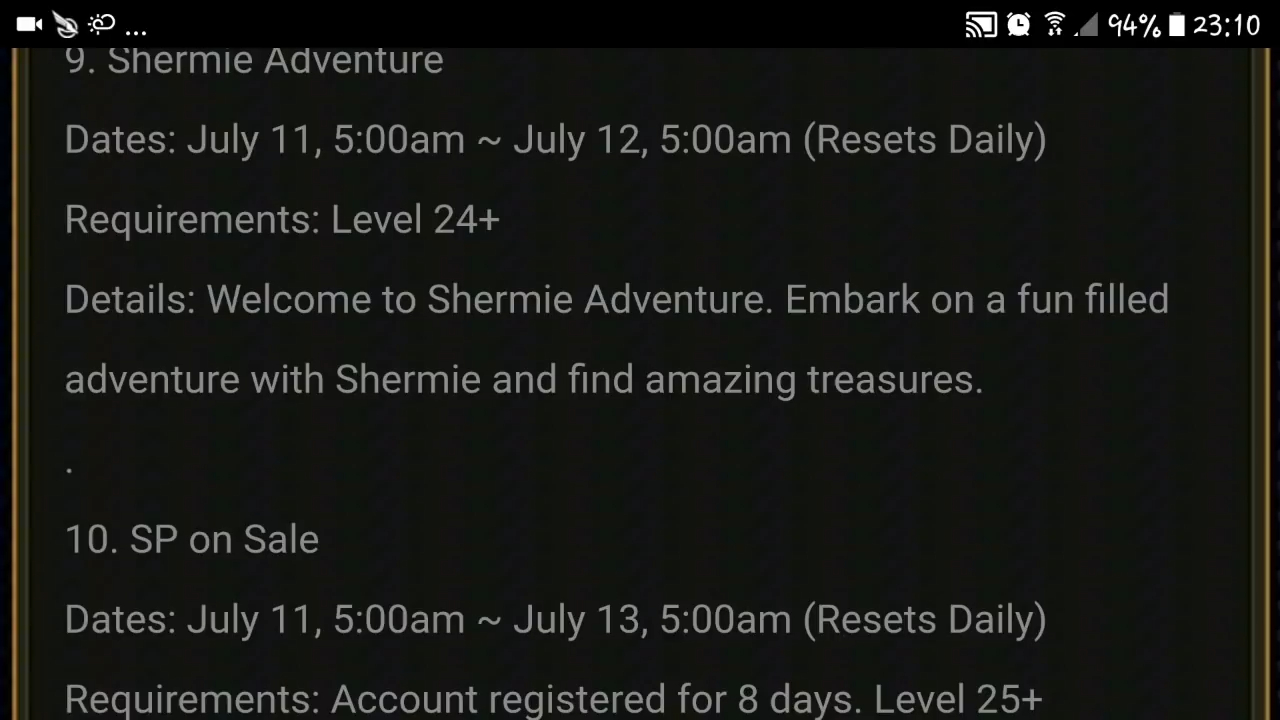 ... 94% 23:10
9. Shermie Adventure
Dates: July 11, 5:00am ~ July 12, 5:00am (Resets Daily)
Requirements: Level 24+
Details: Welcome to Shermie Adventure. Embark on a fun filled
adventure with Shermie and find amazing treasures.
.
10. SP on Sale
Dates: July 11, 5:00am ~ July 13, 5:00am (Resets Daily)
Requirements: Account registered for 8 days. Level 25+